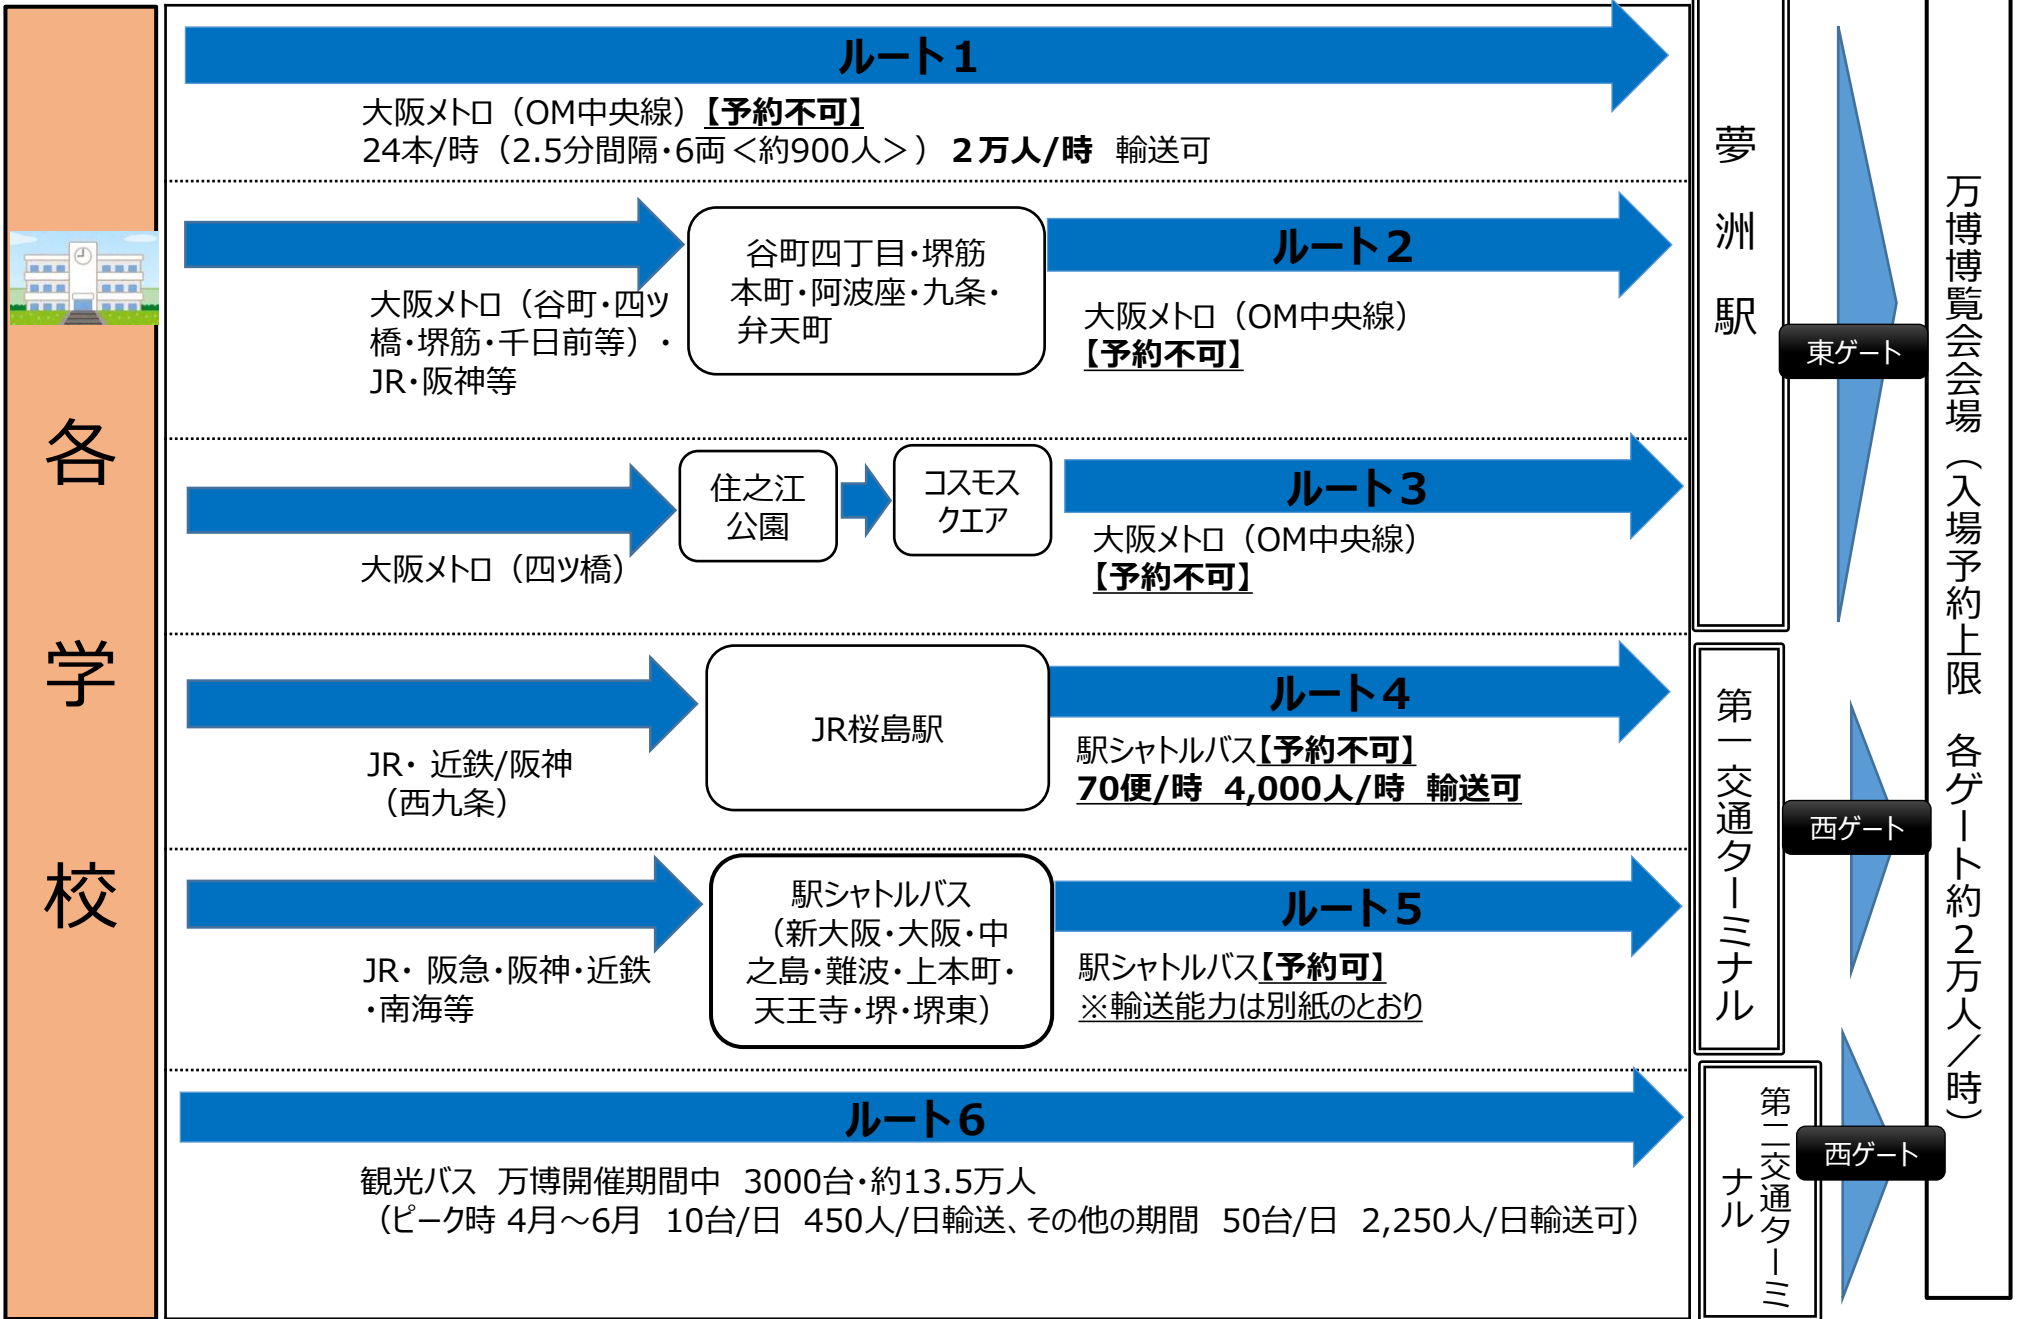 各学校
ルート1
大阪メトロ（OM中央線）【予約不可】
24本/時（2.5分間隔・6両＜約900人＞）２万人/時　輸送可
大阪メトロ（谷町・四ツ
橋・堺筋・千日前等）・
JR・阪神等
谷町四丁目・堺筋
本町・阿波座・九条・
弁天町
ルート2
大阪メトロ（OM中央線）
【予約不可】
大阪メトロ（四ツ橋）
住之江
公園
コスモス
クエア
ルート3
大阪メトロ（OM中央線）
【予約不可】
JR・ 近鉄/阪神
（西九条）
JR桜島駅
ルート4
駅シャトルバス【予約不可】
70便/時　4,000人/時　輸送可
JR・ 阪急・阪神・近鉄
・南海等
駅シャトルバス
（新大阪・大阪・中
之島・難波・上本町・
天王寺・堺・堺東）
ルート5
駅シャトルバス【予約可】
※輸送能力は別紙のとおり
ルート6
観光バス　万博開催期間中　3000台・約13.5万人
（ピーク時 4月～6月　10台/日　450人/日輸送、その他の期間　50台/日　2,250人/日輸送可）
夢洲駅
第一交通ターミナル
第二交通ターミ
ナル
東ゲート
西ゲート
西ゲート
万博博覧会会場（入場予約上限　各ゲート約２万人／時）